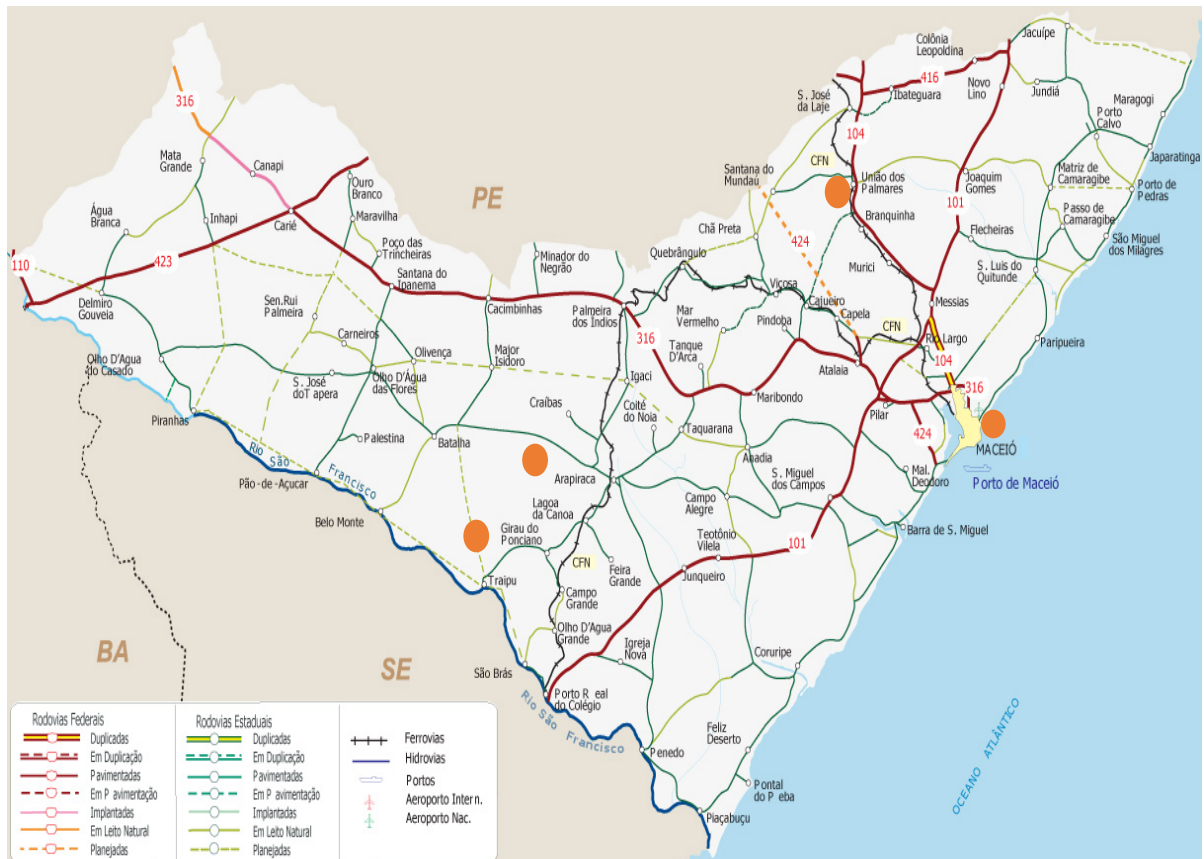 Colônia
Leopoldina
Jacuípe
416
Novo
Lino
Ibateguara
Jundiá
Maragogi
316
S. José
da Laje
Porto
Calvo
104
Japaratinga
Mata
Grande
Canapi
Ouro
Branco
CFN
Santana do
Mundaú
União dos
Palmares
Joaquim
Gomes
Matriz de
Camaragibe
Porto de
Pedras
PE
101
Água
Branca
Inhapi
Carié
Maravilha
Branquinha
Passo de
Camaragibe
Chã Preta
Flecheiras
São Miguel
dos Milagres
110
423
Poço das
Trincheiras
Minador do
Negrão
Quebrângulo
424
Murici
S. Luis do
Quitunde
Santana do
Ipanema
Viçosa
Delmiro
Gouveia
Sen.Rui
Palmeira
Cacimbinhas
Palmeira
dos Indios
Mar
Vermelho
Cajueiro
Messias
Capela
Pindoba
CFN
Carneiros
316
Rio Largo
Paripueira
Olho D'Agua
do Casado
Olivença
Major
Isidoro
Tanque
D'Arca
Atalaia
104
S. José
doTapera
Olho D'Água
das Flores
Igaci
316
Maribondo
Craíbas
Coité
do Noia
Pilar
Piranhas
Palestina
Batalha
Taquarana
424
Anadia
MACEIÓ
Rio São Francisco
Pão-de-Açucar
Arapiraca
S. Miguel
dos Campos
Mal.
Deodoro
Porto de Maceió
Lagoa
da Canoa
Campo
Alegre
Belo Monte
Girau do
Ponciano
Teotônio
Vilela
101
Barra de S. Miguel
CFN
Feira
Grande
Junqueiro
Traipu
Campo
Grande
Olho D'Agua
Grande
BA
SE
Igreja
Nova
Coruripe
São Brás
Porto R eal
do Colégio
Rio São Francisco
Feliz
Deserto
Penedo
Pontal
do P eba
Piaçabuçu
OCEANO ATLÂNTICO
Rodovias Federais
Duplicadas
Em Duplicação
Pavimentadas
Em P avimentação
Implantadas
Em Leito Natural
Planejadas
Rodovias Estaduais
Duplicadas
Em Duplicação
Pavimentadas
Em P avimentação
Implantadas
Em Leito Natural
Planejadas
Ferrovias
Hidrovias
Portos
Aeroporto Intern.
Aeroporto Nac.